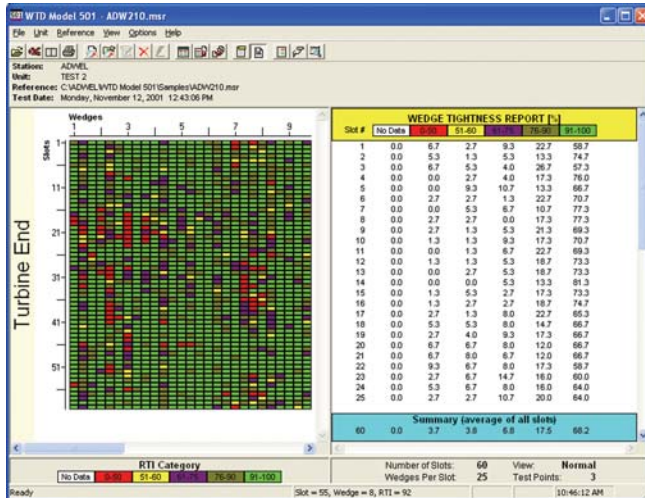 WTD Model 501 - ADW210.msr
File Unit Reference View Options Help
Station: ADWEL
Unit: TEST 2
Reference: C:\ADWEL\WTD Model 501\Samples\ADW210.msr
Test Date: Monday, November 12, 2001 12:43:06 PM
Wedges
1 3 5 7 9
Slots
1-
11-
21-
31-
41-
51-
Turbine End
WEDGE TIGHTNESS REPORT [%]
Slot # No Data 0-50 51-60 61-75 76-90 91-100
1 0.0 6.7 2.7 9.3 22.7 58.7
2 0.0 5.3 1.3 5.3 13.3 74.7
3 0.0 6.7 5.3 4.0 26.7 57.3
4 0.0 0.0 2.7 4.0 17.3 76.0
5 0.0 0.0 9.3 10.7 13.3 66.7
6 0.0 2.7 2.7 1.3 22.7 70.7
7 0.0 0.0 5.3 6.7 10.7 77.3
8 0.0 2.7 2.7 0.0 17.3 77.3
9 0.0 2.7 1.3 5.3 21.3 69.3
10 0.0 1.3 1.3 9.3 17.3 70.7
11 0.0 0.0 1.3 6.7 22.7 69.3
12 0.0 1.3 1.3 5.3 18.7 73.3
13 0.0 0.0 2.7 5.3 18.7 73.3
14 0.0 0.0 0.0 5.3 13.3 81.3
15 0.0 1.3 5.3 2.7 17.3 73.3
16 0.0 1.3 2.7 2.7 18.7 74.7
17 0.0 2.7 1.3 8.0 22.7 65.3
18 0.0 5.3 5.3 8.0 14.7 66.7
19 0.0 2.7 4.0 9.3 17.3 66.7
20 0.0 6.7 6.7 8.0 12.0 66.7
21 0.0 6.7 8.0 6.7 12.0 66.7
22 0.0 9.3 6.7 8.0 17.3 58.7
23 0.0 2.7 6.7 14.7 16.0 60.0
24 0.0 5.3 6.7 8.0 16.0 64.0
25 0.0 2.7 2.7 10.7 20.0 64.0
Summary (average of all slots)
60 0.0 3.7 3.8 6.8 17.5 68.2
RTI Category
No Data 0-50 51-60 61-75 76-90 91-100
Number of Slots: 60 View: Normal
Wedges Per Slot: 25 Test Points: 3
Ready Slot = 55, Wedge = 8, RTI = 92 10:46:12 AM